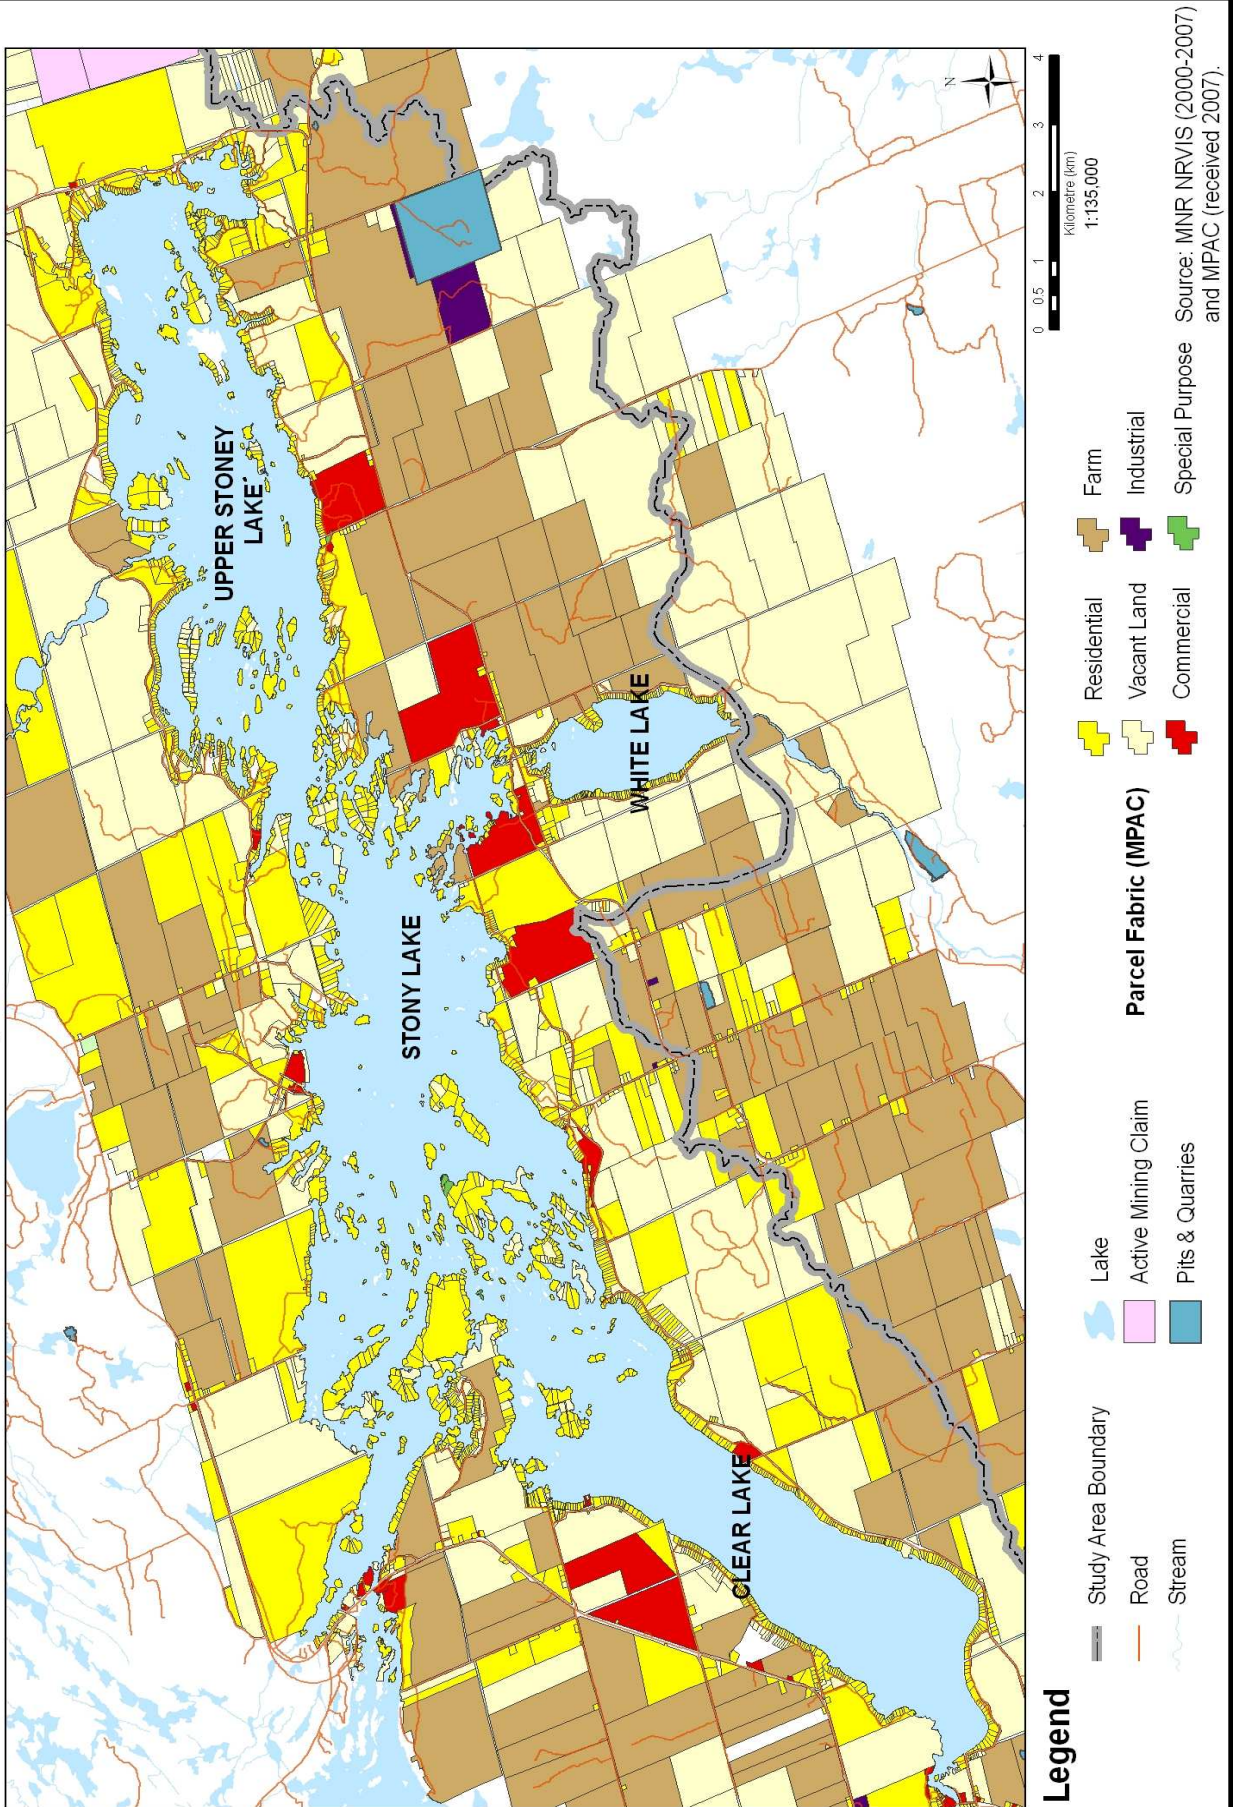 UPPER STONEY
LAKE
STONY LAKE
WHITE LAKE
CLEAR LAKE
N
0 0.5 1 2 3 4
Kilometre (km)
1:135,000
Legend
Study Area Boundary
Road
Stream
Lake
Active Mining Claim
Pits & Quarries
Parcel Fabric (MPAC)
Residential
Vacant Land
Commercial
Farm
Industrial
Special Purpose
Source: MNR NRVIS (2000-2007)
and MPAC (received 2007).